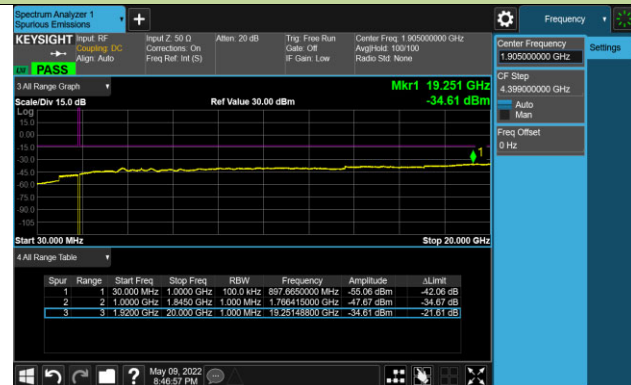 Spectrum Analyzer 1
Spurious Emissions
Frequency
KEYSIGHT Input: RF Input Z: 50 Ω Atten: 20 dB Trig: Free Run Center Freq: 1.905000000 GHz
Coupling: DC Corrections: On Gate: Off Avg|Hold: 100/100
Align: Auto Freq Ref: Int (S) IF Gain: Low Radio Std: None
PASS
Center Frequency
1.905000000 GHz
Settings
CF Step
4.399000000 GHz
Auto
Man
Freq Offset
0 Hz
3 All Range Graph
Mkr1 19.251 GHz
Scale/Div 15.0 dB Ref Value 30.00 dBm -34.61 dBm
Log
15.0
0.00
-15.0
-30.0
-45.0
-60.0
-75.0
-90.0
-105
1
Start 30.000 MHz Stop 20.000 GHz
4 All Range Table
Spur Range Start Freq Stop Freq RBW Frequency Amplitude ΔLimit
1 1 30.000 MHz 1.0000 GHz 100.0 kHz 897.6650000 MHz -55.06 dBm -42.06 dB
2 2 1.0000 GHz 1.8450 GHz 1.000 MHz 1.766415000 GHz -47.67 dBm -34.67 dB
3 3 1.9200 GHz 20.000 GHz 1.000 MHz 19.25148800 GHz -34.61 dBm -21.61 dB
May 09, 2022
8:46:57 PM